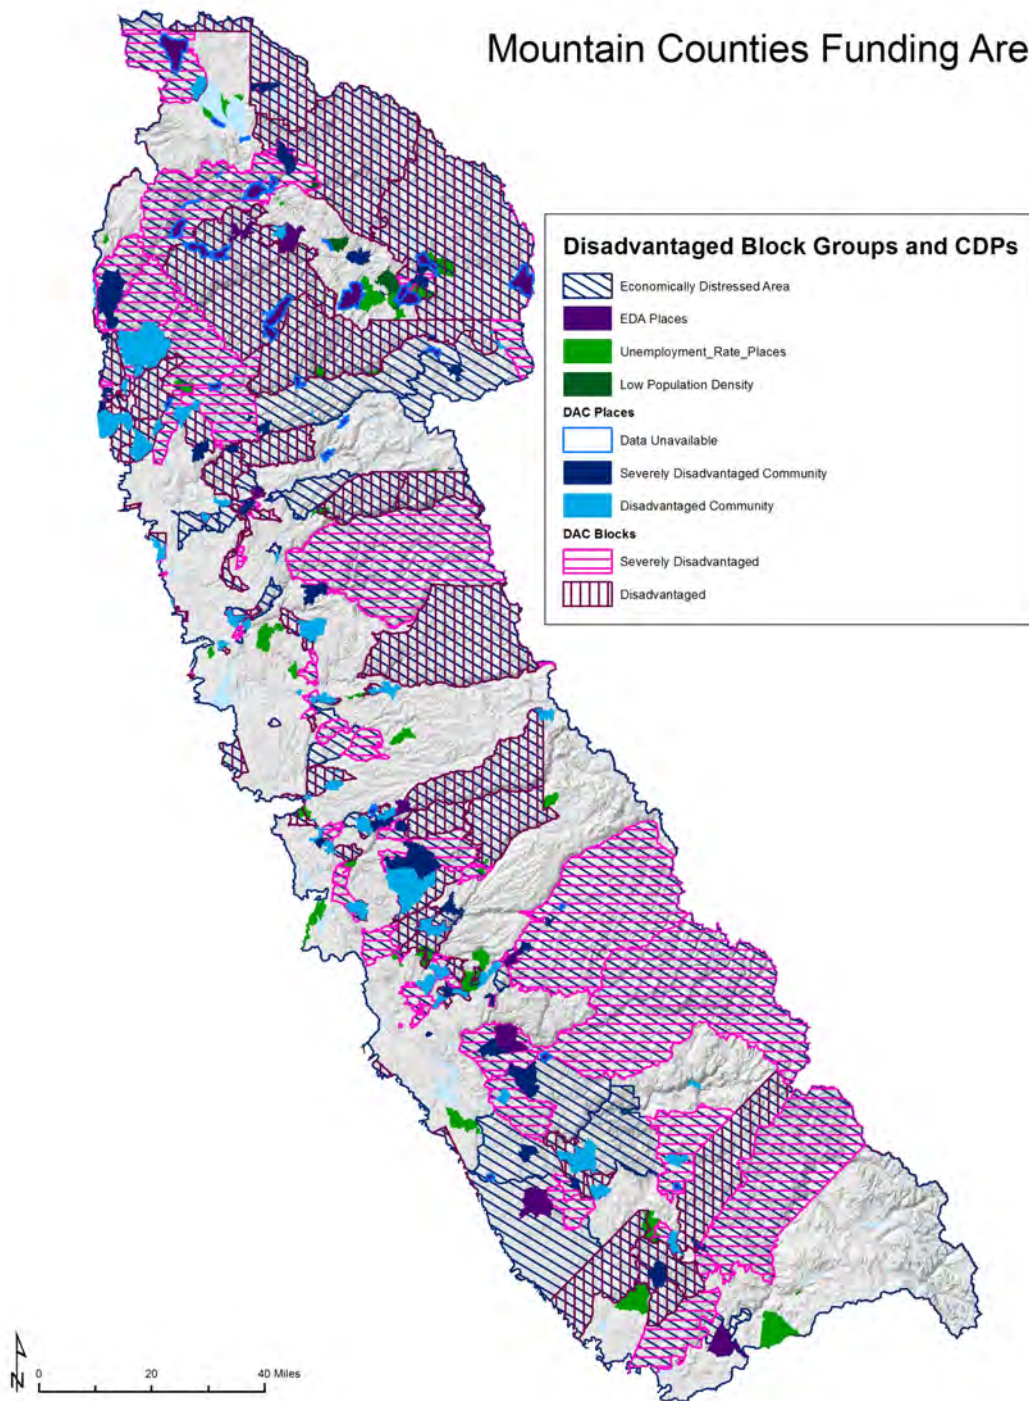 Mountain Counties Funding Are
Disadvantaged Block Groups and CDPs
Economically Distressed Area
EDA Places
Unemployment_Rate_Places
Low Population Density
DAC Places
Data Unavailable
Severely Disadvantaged Community
Disadvantaged Community
DAC Blocks
Severely Disadvantaged
Disadvantaged
N
0 20 40 Miles